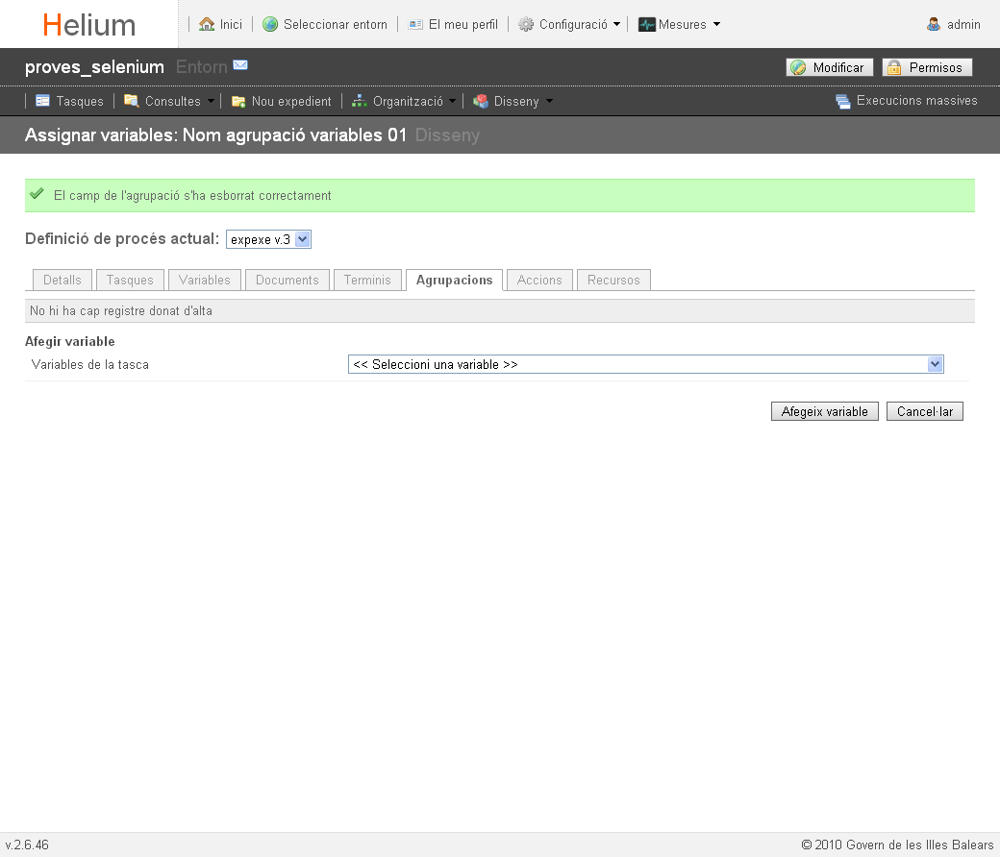 Helium
Inici
Seleccionar entorn
El meu perfil
Configuració
Mesures
admin
proves_selenium Entorn
Modificar
Permisos
Tasques
Consultes
Nou expedient
Organització
Disseny
Execucions massives
Assignar variables: Nom agrupació variables 01 Disseny
El camp de l'agrupació s'ha esborrat correctament
Definició de procés actual: expexe v.3
Detalls
Tasques
Variables
Documents
Terminis
Agrupacions
Accions
Recursos
No hi ha cap registre donat d'alta
Afegir variable
Variables de la tasca
<< Seleccioni una variable >>
Afegeix variable
Cancel·lar
v.2.6.46
© 2010 Govern de les Illes Balears